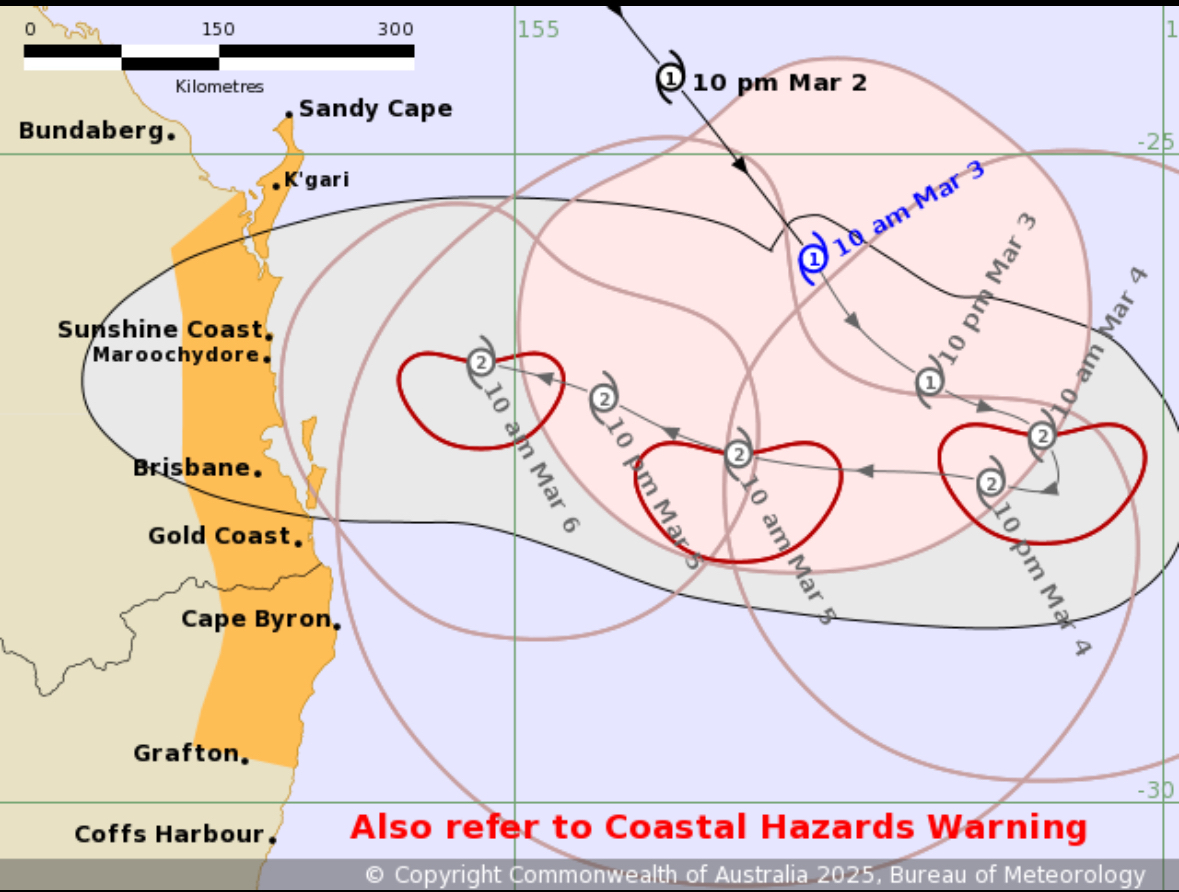 0 150 300
Kilometres
155
1
10 pm Mar 2
Sandy Cape
Bundaberg
-25
K'gari
10 am Mar 3
10 pm Mar 3
10 am Mar 4
Sunshine Coast
Maroochydore
1
1
1
2
2
2
2
2
10 am Mar 6
10 pm Mar 5
10 am Mar 5
10 pm Mar 4
Brisbane
Gold Coast
Cape Byron
Grafton
-30
Coffs Harbour
Also refer to Coastal Hazards Warning
© Copyright Commonwealth of Australia 2025, Bureau of Meteorology